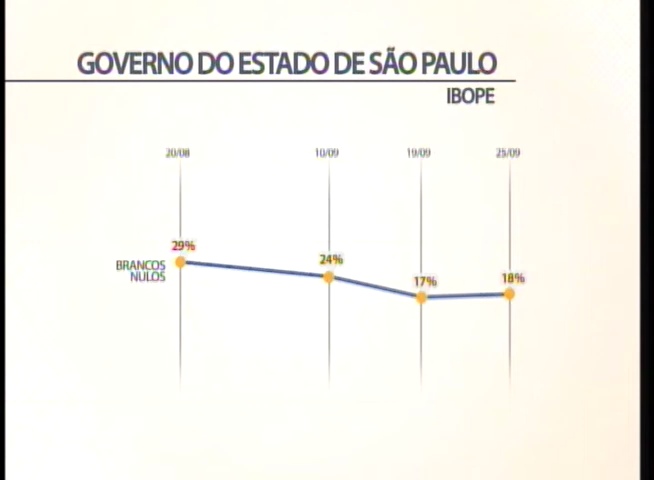 GOVERNO DO ESTADO DE SÃO PAULO
IBOPE
20/08 10/09 19/09 25/09
29% 24% 17% 18%
BRANCOS
NULOS